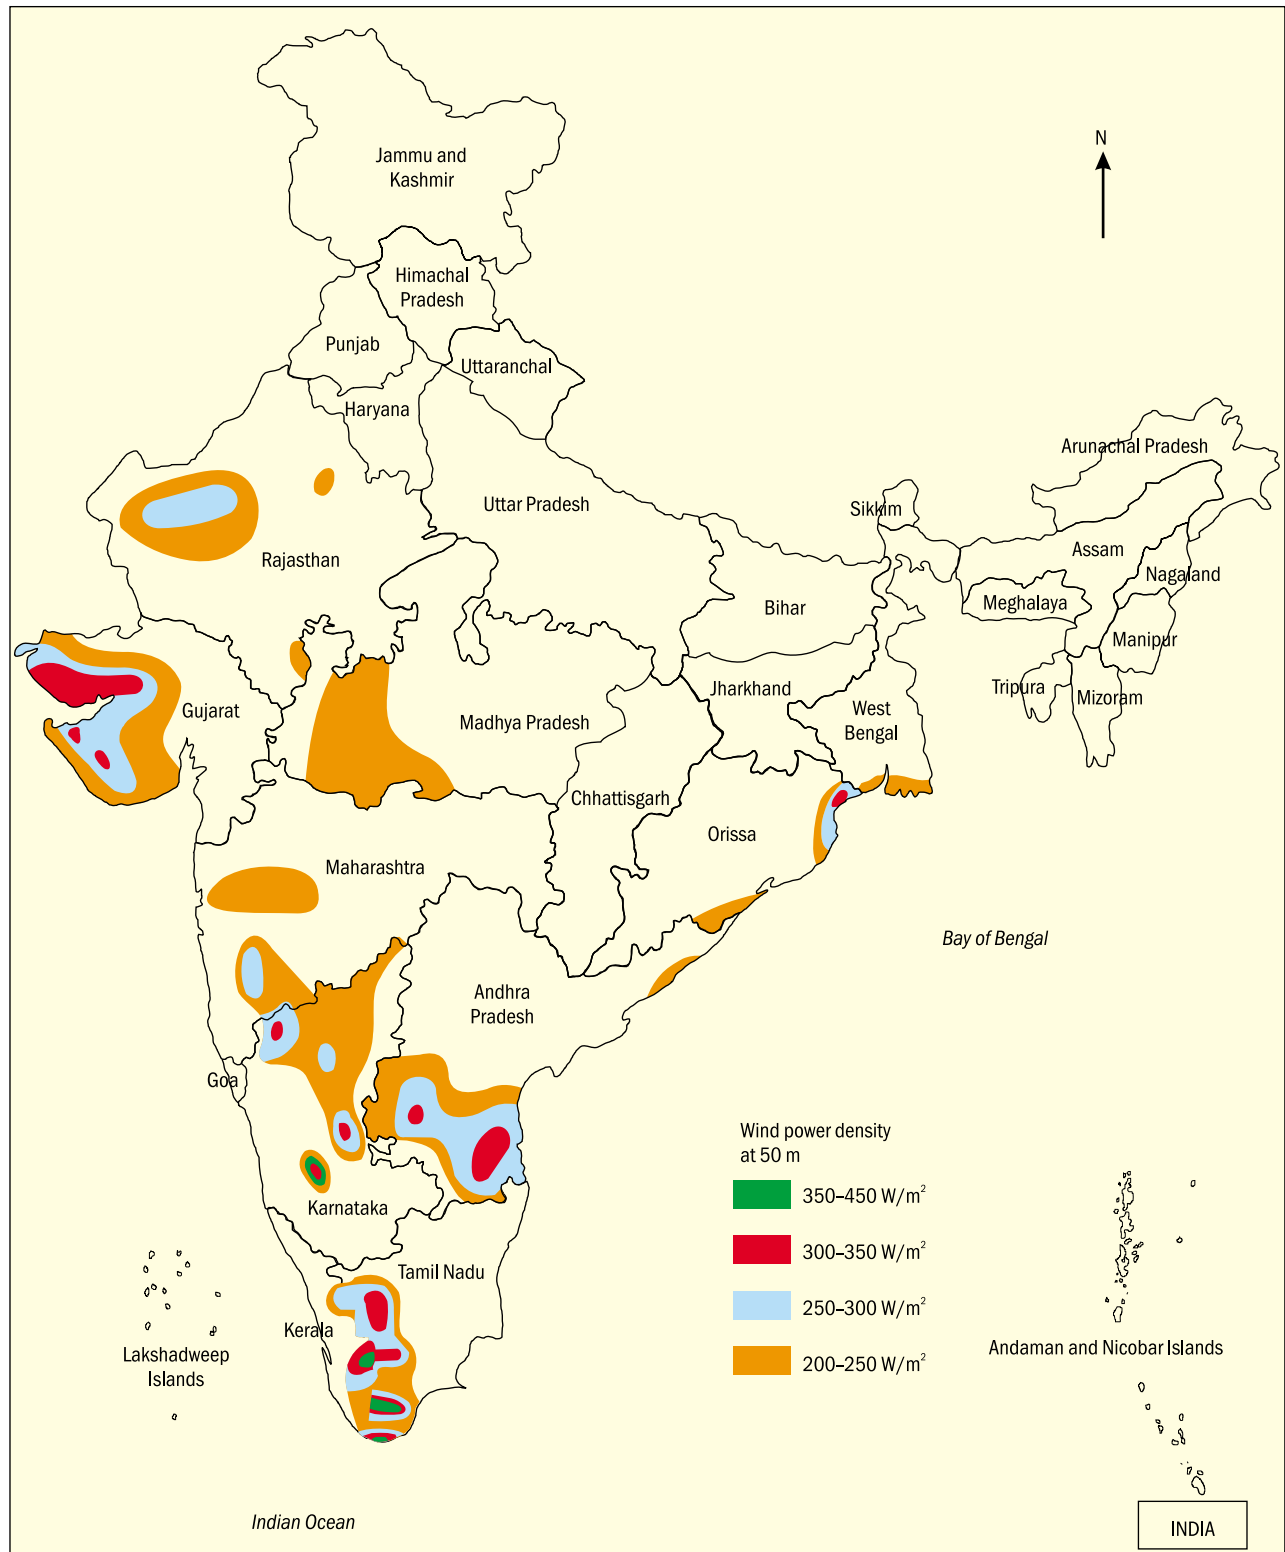 N
Jammu and
Kashmir
Himachal
Pradesh
Punjab
Uttaranchal
Haryana
Arunachal Pradesh
Uttar Pradesh
Sikkim
Rajasthan
Assam
Nagaland
Meghalaya
Bihar
Manipur
Gujarat
Jharkhand
Tripura
Mizoram
Madhya Pradesh
West
Bengal
Chhattisgarh
Orissa
Maharashtra
Bay of Bengal
Andhra
Pradesh
Goa
Wind power density
at 50 m
350–450 W/m²
300–350 W/m²
250–300 W/m²
200–250 W/m²
Karnataka
Tamil Nadu
Kerala
Lakshadweep
Islands
Andaman and Nicobar Islands
Indian Ocean
INDIA